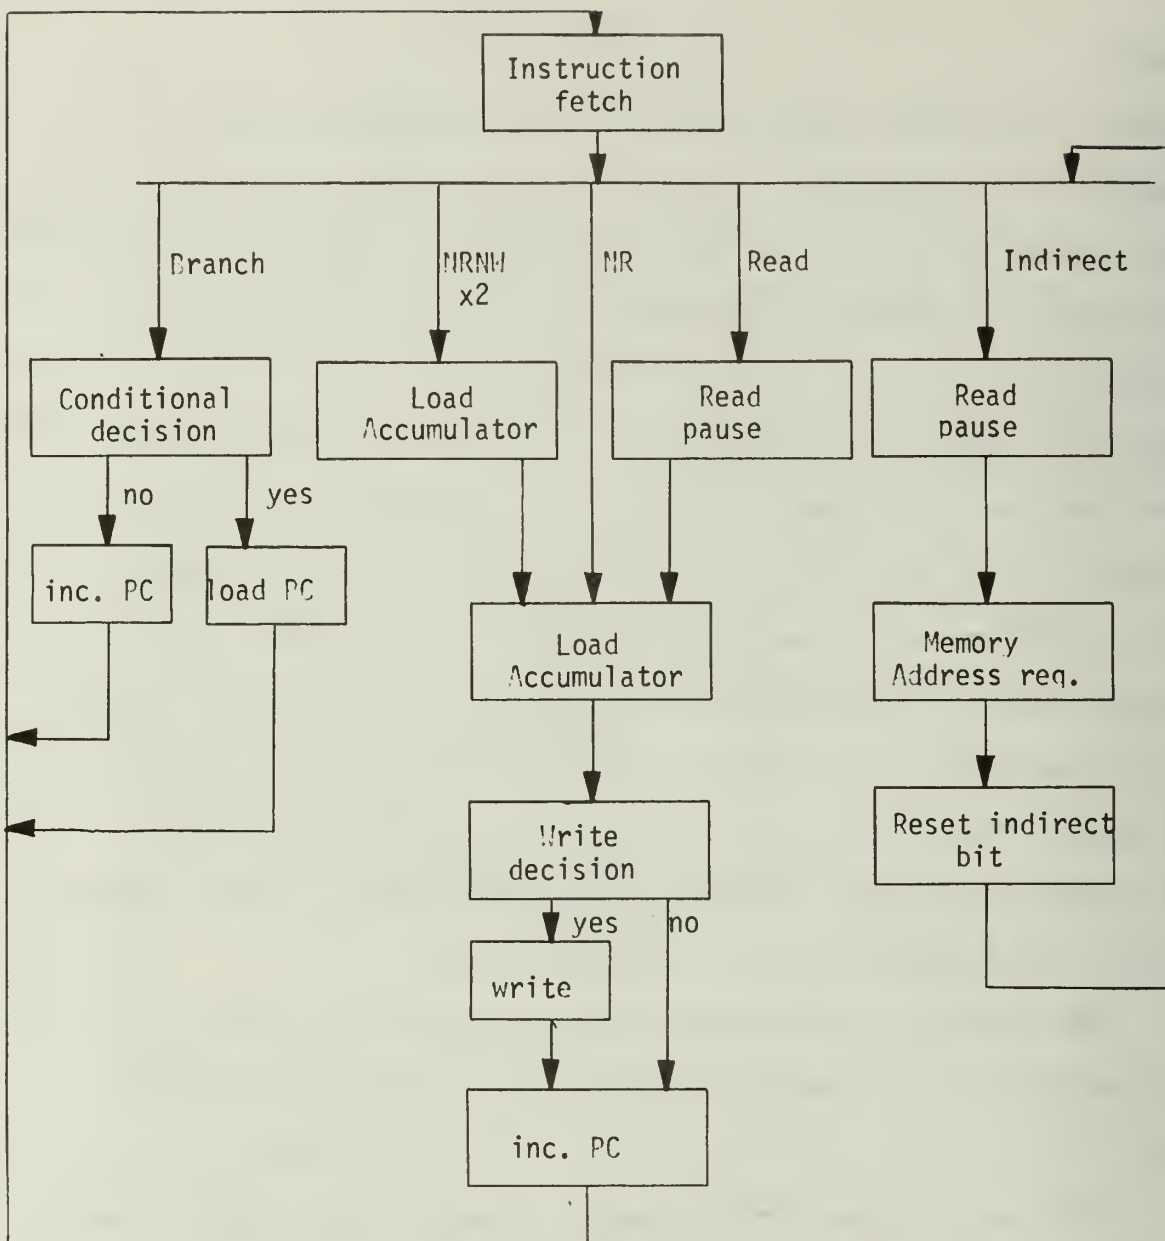 Instruction
fetch
Branch
NRNW
x2
NR
Read
Indirect
Conditional
decision
Load
Accumulator
Read
pause
Read
pause
no
yes
inc. PC
load PC
Load
Accumulator
Memory
Address req.
Write
decision
Reset indirect
bit
yes
no
write
inc. PC